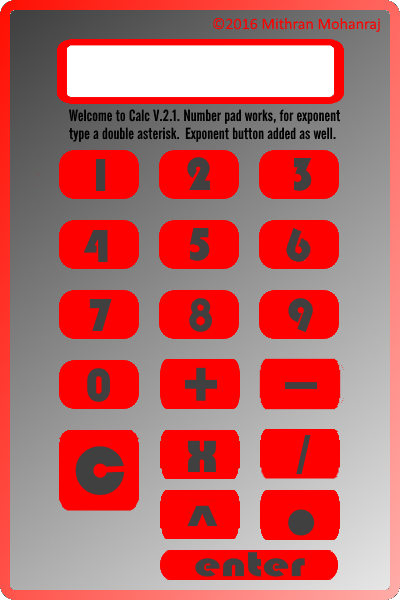 ©2016 Mithran Mohanraj
Welcome to Calc V.2.1. Number pad works, for exponent
type a double asterisk. Exponent button added as well.
1 2 3
4 5 6
7 8 9
0 + −
C x /
^ .
enter